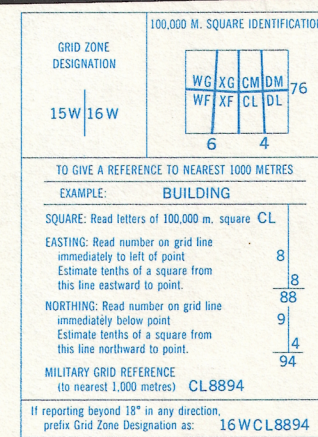 100,000 M. SQUARE IDENTIFICATION
GRID ZONE
DESIGNATION
15W 16W
WG XG CM DM
76
WF XF CL DL
6 4
TO GIVE A REFERENCE TO NEAREST 1000 METRES
EXAMPLE: BUILDING
SQUARE: Read letters of 100,000 m. square CL
EASTING: Read number on grid line
immediately to left of point 8
Estimate tenths of a square from
this line eastward to point. 8
88
NORTHING: Read number on grid line 9
immediately below point
Estimate tenths of a square from
this line northward to point. 4
94
MILITARY GRID REFERENCE
(to nearest 1,000 metres) CL8894
If reporting beyond 18° in any direction,
prefix Grid Zone Designation as: 16WCL8894